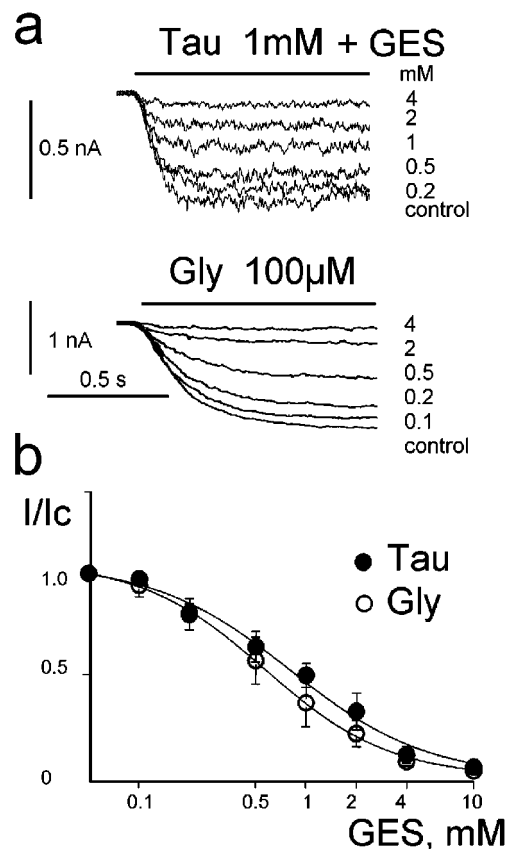 a
Tau 1mM + GES
mM
4
2
1
0.5
0.2
control
0.5 nA
Gly 100µM
4
2
0.5
0.2
0.1
control
1 nA
0.5 s
b
I/Ic
1.0
0.5
0
Tau
Gly
0.1 0.5 1 2 4 10
GES, mM